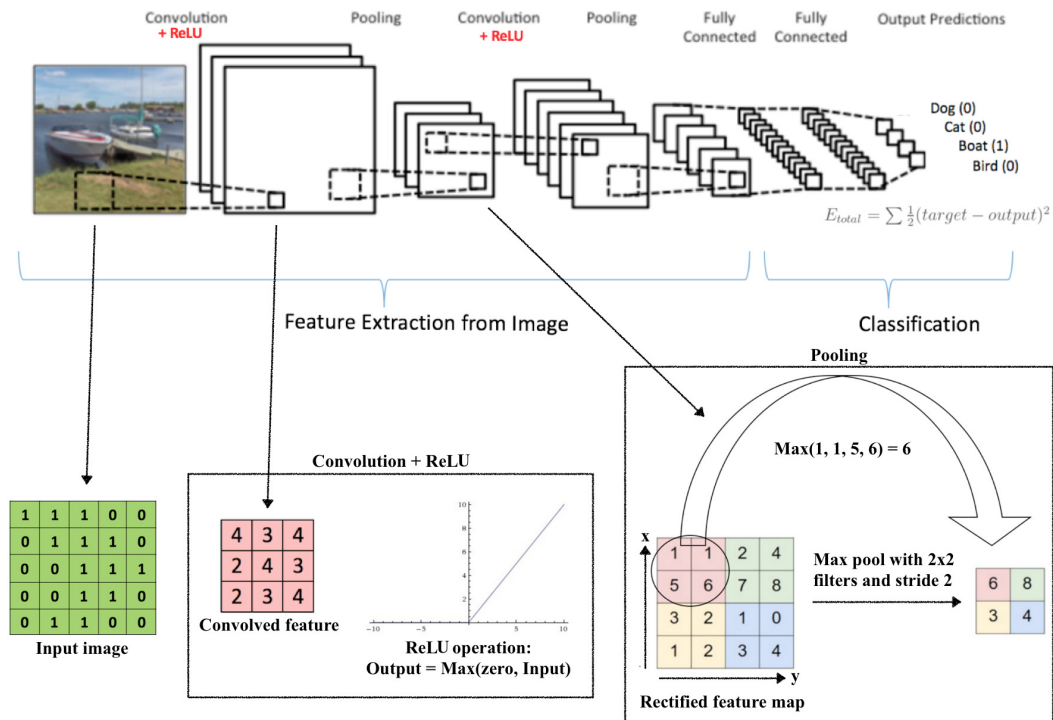 Convolution
+ ReLU
Pooling
Convolution
+ ReLU
Pooling
Fully
Connected
Fully
Connected
Output Predictions
Dog (0)
Cat (0)
Boat (1)
Bird (0)
E_total = ∑ ½(target − output)²
Feature Extraction from Image
Classification
Pooling
Max(1, 1, 5, 6) = 6
Convolution + ReLU
1 1 1 0 0
0 1 1 1 0
0 0 1 1 1
0 0 1 1 0
0 1 1 0 0
Input image
4 3 4
2 4 3
2 3 4
Convolved feature
10
8
6
4
2
-10 -5 5 10
ReLU operation:
Output = Max(zero, Input)
x
1 1 2 4
5 6 7 8
3 2 1 0
1 2 3 4
y
Rectified feature map
Max pool with 2x2
filters and stride 2
6 8
3 4